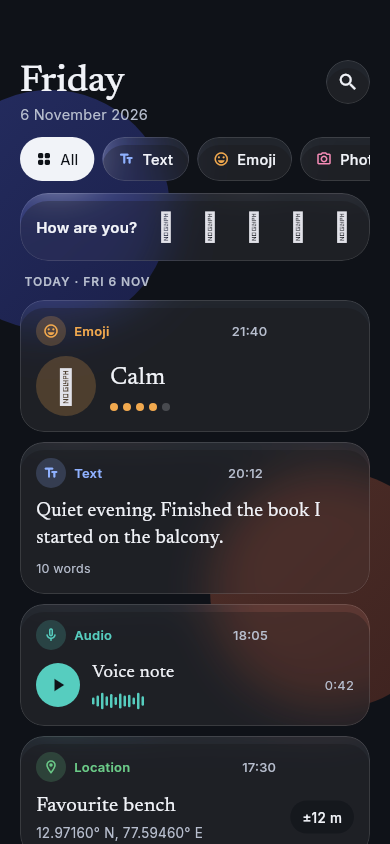 Friday
6 November 2026
All
Text
Emoji
Phot
How are you?
NO GLYPH NO GLYPH NO GLYPH NO GLYPH NO GLYPH
TODAY · FRI 6 NOV
Emoji 21:40
NO GLYPH
Calm
Text 20:12
Quiet evening. Finished the book I
started on the balcony.
10 words
Audio 18:05
Voice note
0:42
Location 17:30
Favourite bench
±12 m
12.97160° N, 77.59460° E